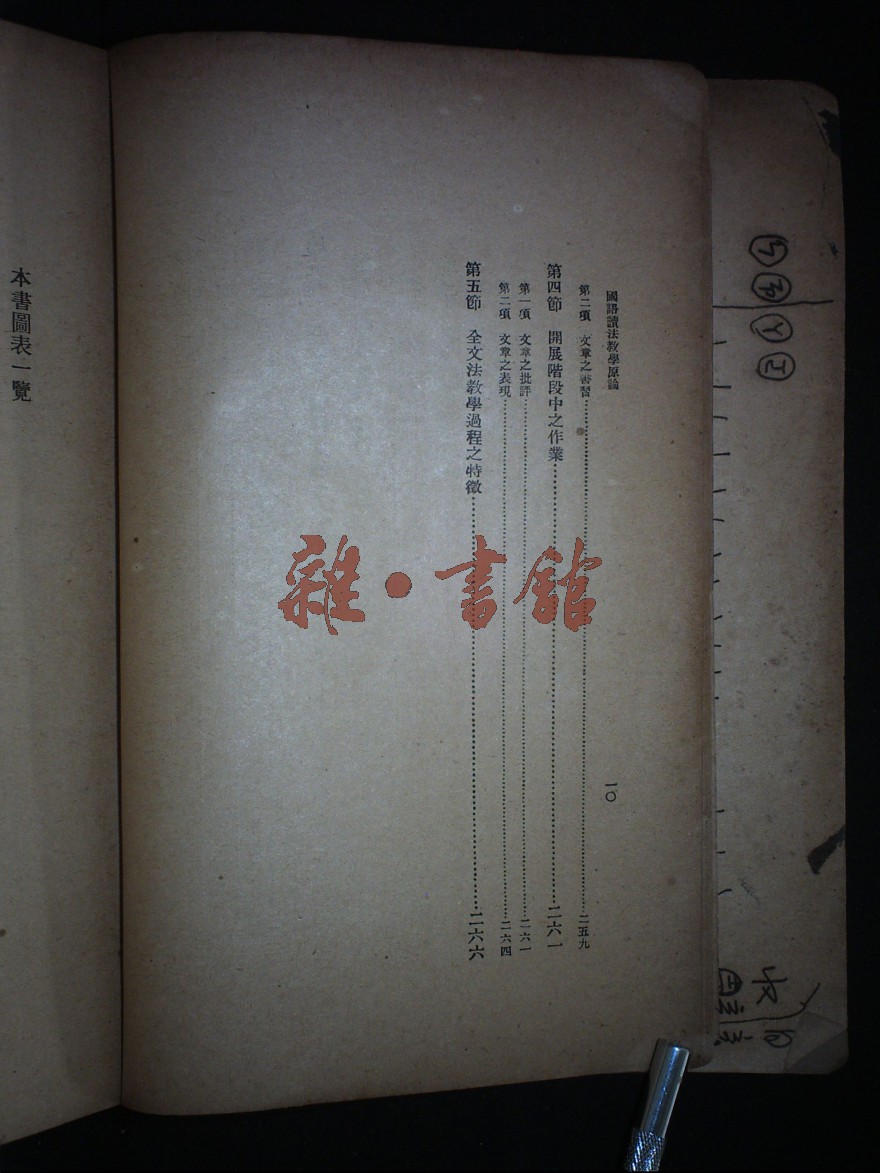 國語讀法教學原論
一〇
第二項 文章之書習 二五九
第四節 開展階段中之作業 二六一
第一項 文章之批評 二六一
第二項 文章之表現 二六四
第五節 全文法教學過程之特徵 二六六
本書圖表一覽
雜·書館